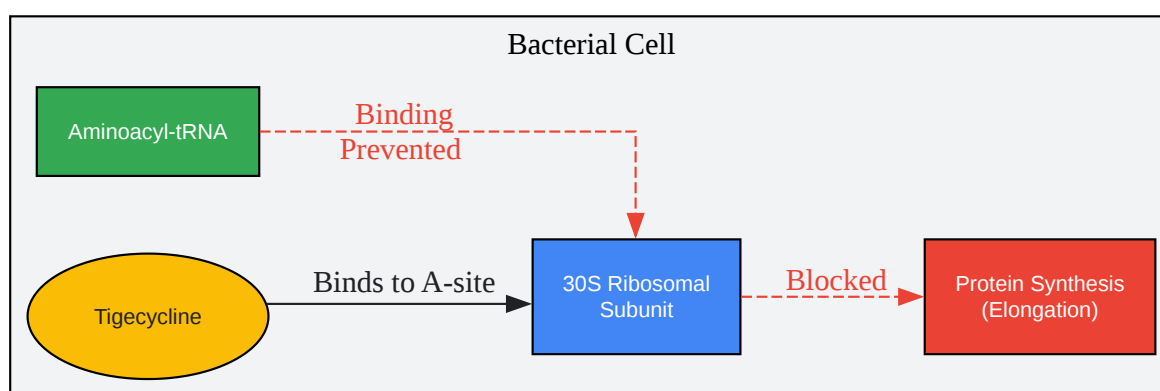 Bacterial Cell
Aminoacyl-tRNA
Binding
Prevented
Tigecycline
Binds to A-site
30S Ribosomal
Subunit
Blocked
Protein Synthesis
(Elongation)